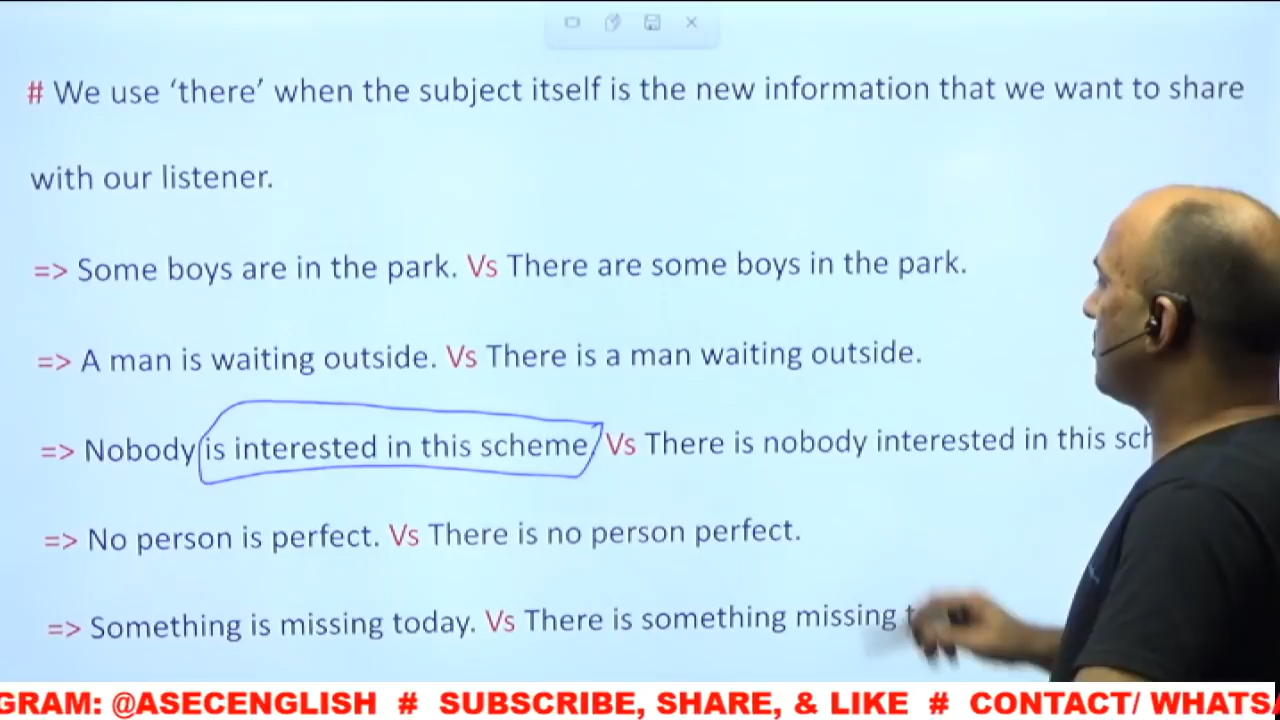 # We use ‘there’ when the subject itself is the new information that we want to share
with our listener.
=> Some boys are in the park. Vs There are some boys in the park.
=> A man is waiting outside. Vs There is a man waiting outside.
=> Nobody is interested in this scheme Vs There is nobody interested in this
=> No person is perfect. Vs There is no person perfect.
=> Something is missing today. Vs There is something missing
GRAM: @ASECENGLISH # SUBSCRIBE, SHARE, & LIKE # CONTACT/ WHATSA